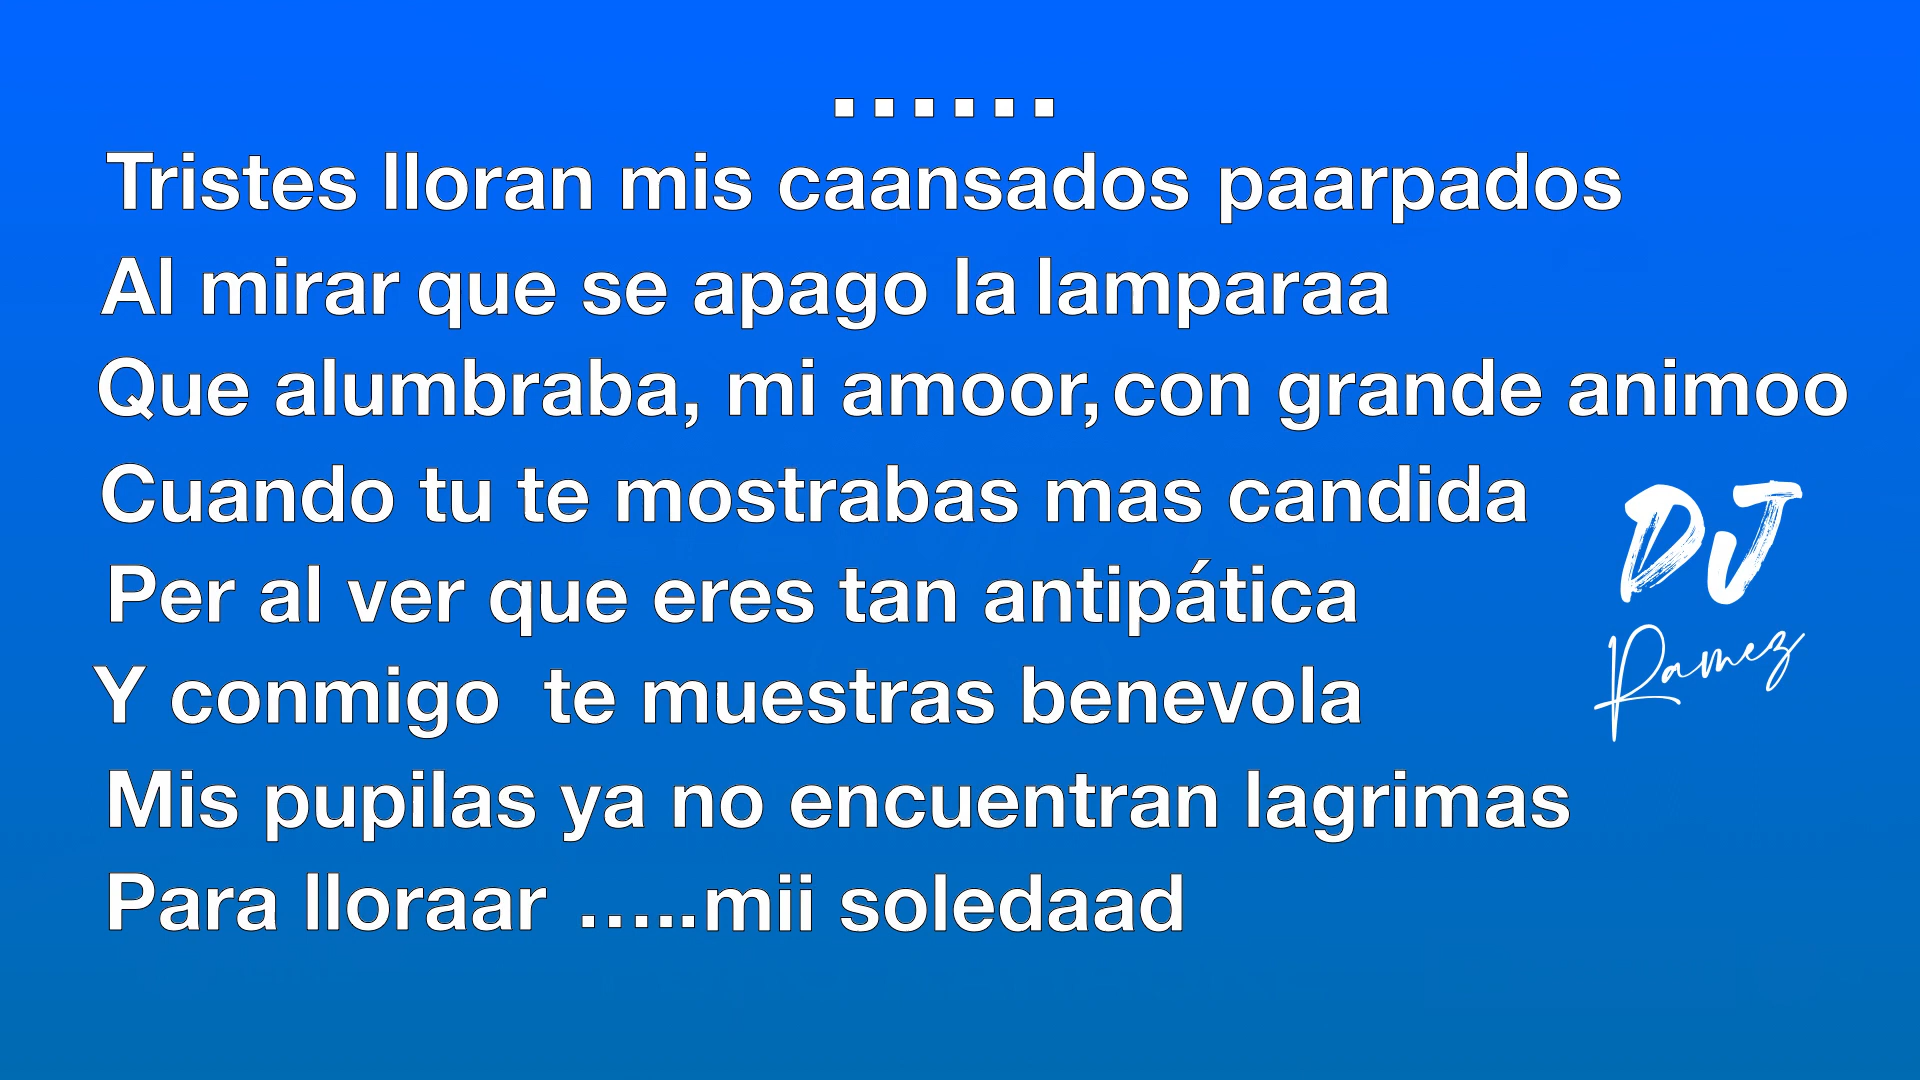 ......
Tristes lloran mis caansados paarpados
Al mirar que se apago la lamparaa
Que alumbraba, mi amoor, con grande animoo
Cuando tu te mostrabas mas candida
Per al ver que eres tan antipática
Y conmigo te muestras benevola
Mis pupilas ya no encuentran lagrimas
Para lloraar .....mii soledaad
DJ
Ramez